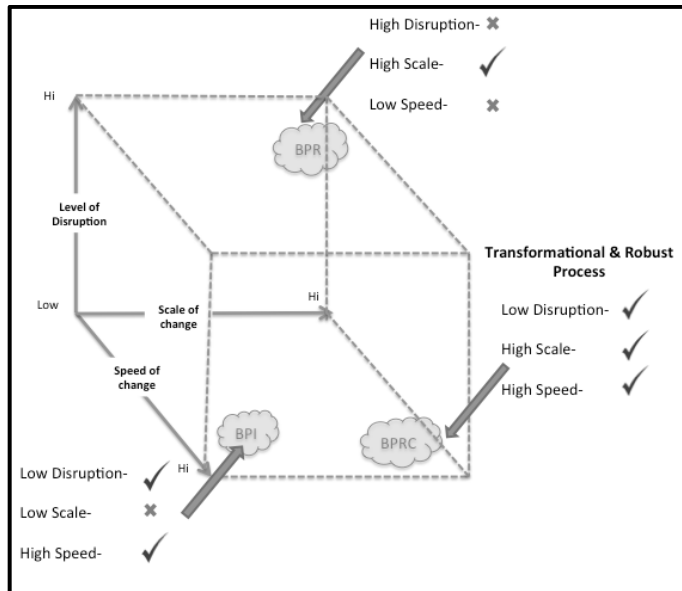 High Disruption- ✖
High Scale- ✓
Low Speed- ✖
Hi
BPR
Level of
Disruption
Transformational & Robust
Process
Low
Scale of
change
Hi
Low Disruption- ✓
High Scale- ✓
High Speed- ✓
Speed of
change
BPI
BPRC
Hi
Low Disruption- ✓
Low Scale- ✖
High Speed- ✓